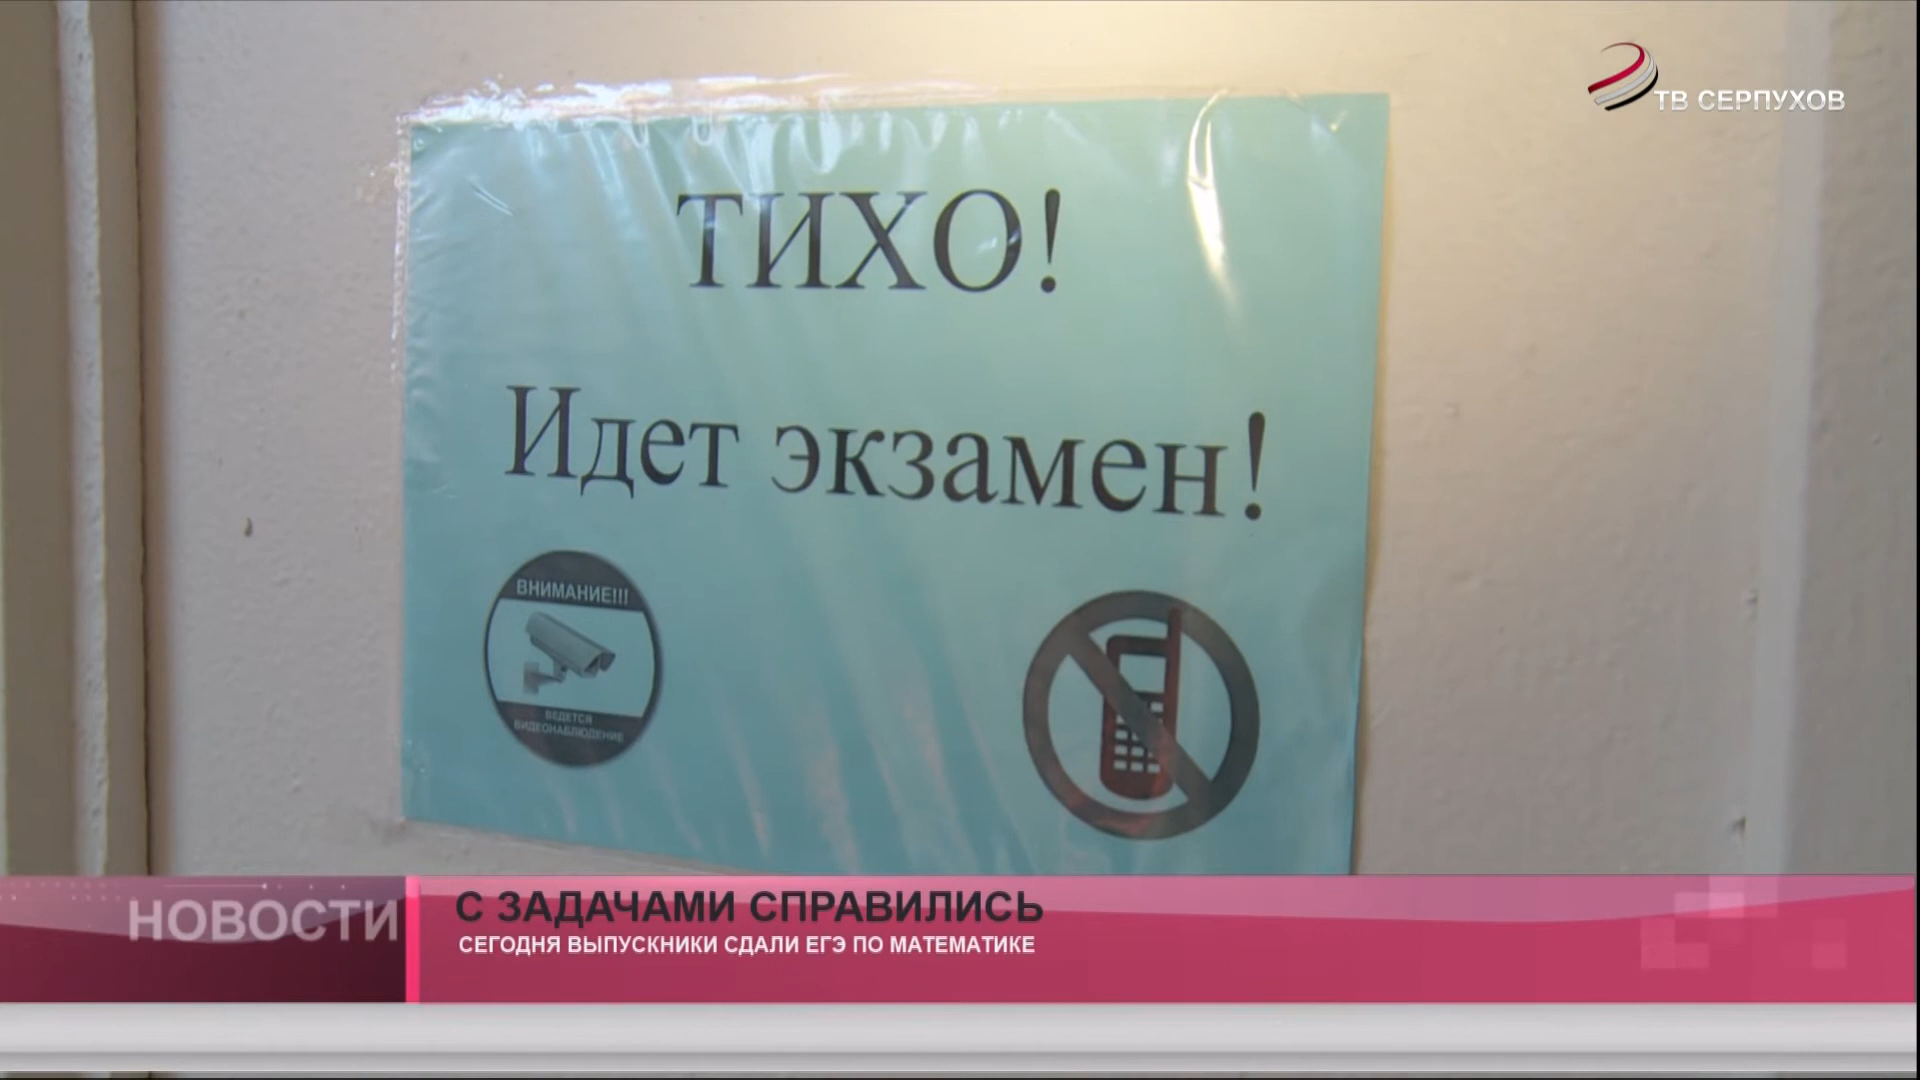 ТВ СЕРПУХОВ
ТИХО!
Идет экзамен!
ВНИМАНИЕ!!!
ВЕДЕТСЯ
ВИДЕОНАБЛЮДЕНИЕ
НОВОСТИ
С ЗАДАЧАМИ СПРАВИЛИСЬ
СЕГОДНЯ ВЫПУСКНИКИ СДАЛИ ЕГЭ ПО МАТЕМАТИКЕ